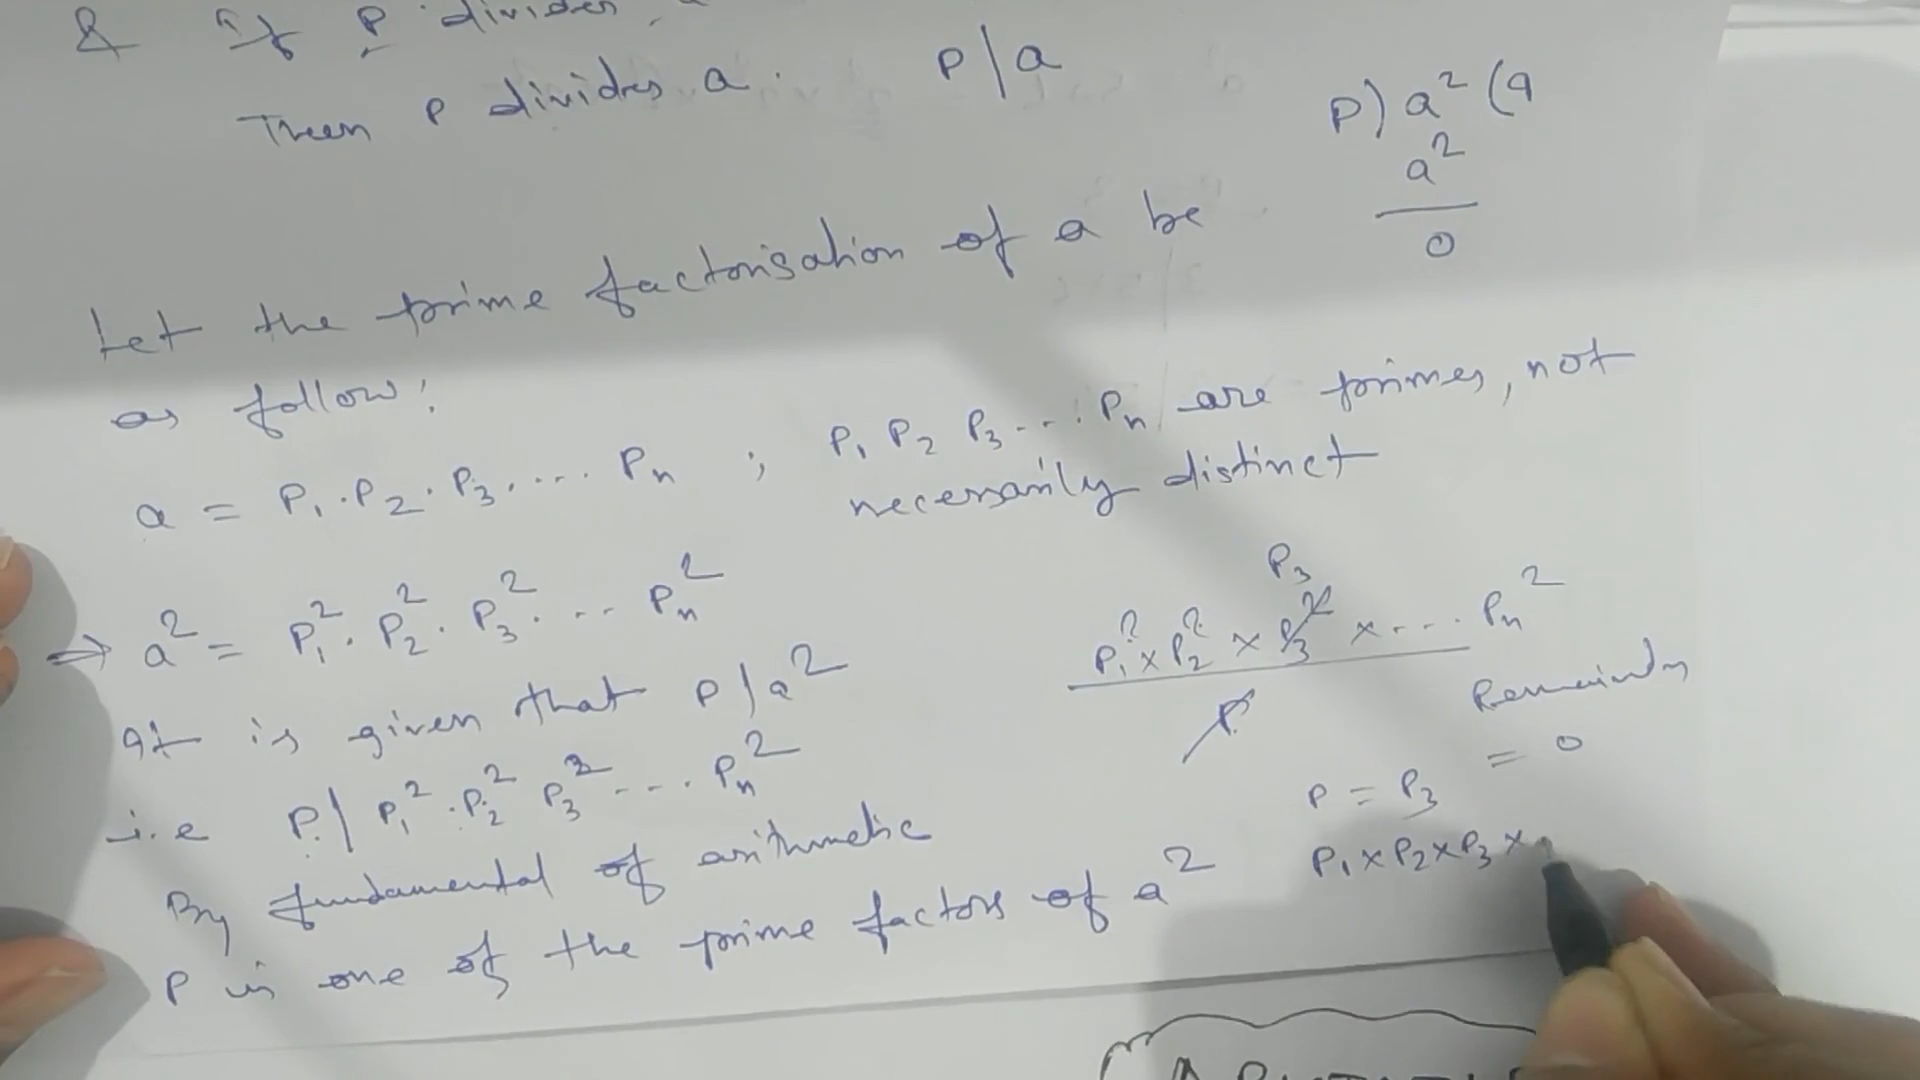 & if P divides
Then P divides a. P|a
P) a² (q
a²
0
Let the prime factorisation of a be
as follow:
a = P₁ . P₂ . P₃ .... Pₙ ; P₁ P₂ P₃ .... Pₙ are primes, not
necessarily distinct
⇒ a² = P₁² . P₂² . P₃² . .. Pₙ²
It is given that P|a²
i.e P | P₁² . P₂² P₃² ... . Pₙ²
By fundamental of arithmetic
P is one of the prime factors of a²
P₃
P₁² × P₂² × P₃² × .... Pₙ²
P
Remainder
= 0
P = P₃
P₁ × P₂ × P₃ ×